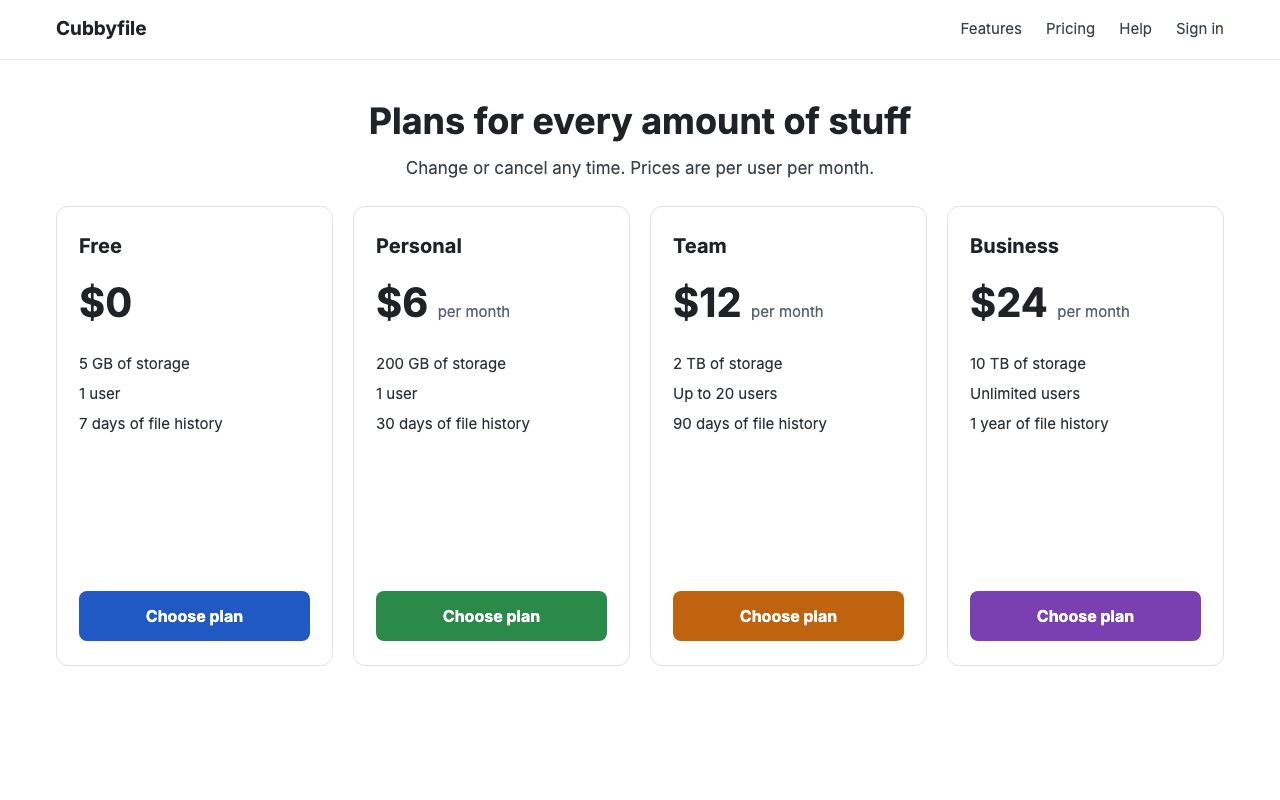 Cubbyfile
Features Pricing Help Sign in
Plans for every amount of stuff
Change or cancel any time. Prices are per user per month.
Free
$0
5 GB of storage
1 user
7 days of file history
Choose plan
Personal
$6 per month
200 GB of storage
1 user
30 days of file history
Choose plan
Team
$12 per month
2 TB of storage
Up to 20 users
90 days of file history
Choose plan
Business
$24 per month
10 TB of storage
Unlimited users
1 year of file history
Choose plan